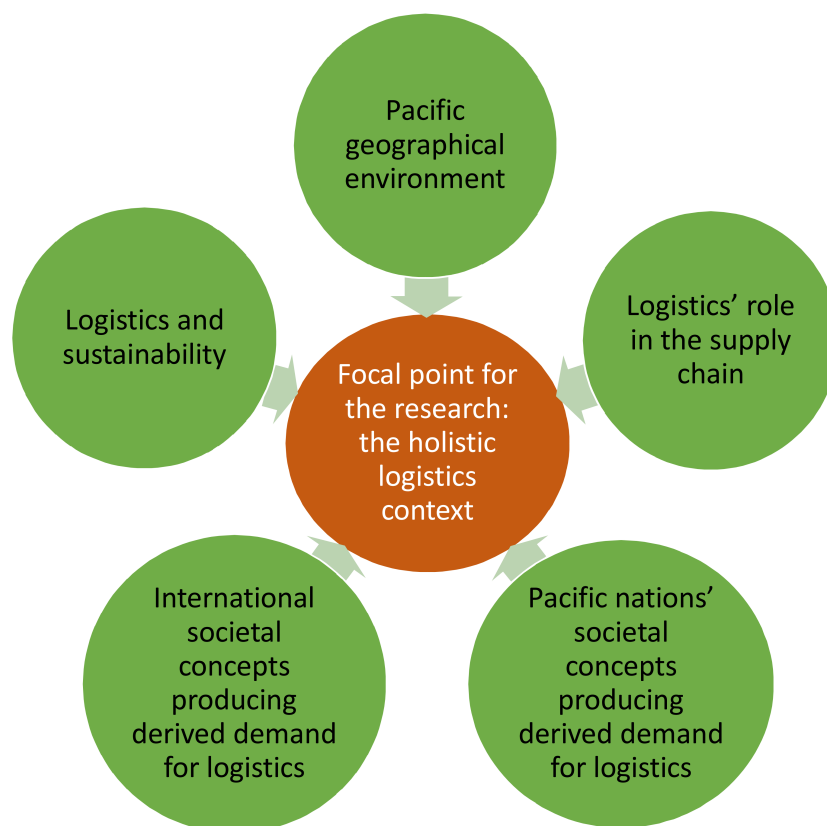 Pacific
geographical
environment
Logistics and
sustainability
Logistics’ role
in the supply
chain
Focal point for
the research:
the holistic
logistics
context
International
societal
concepts
producing
derived demand
for logistics
Pacific nations’
societal
concepts
producing
derived demand
for logistics